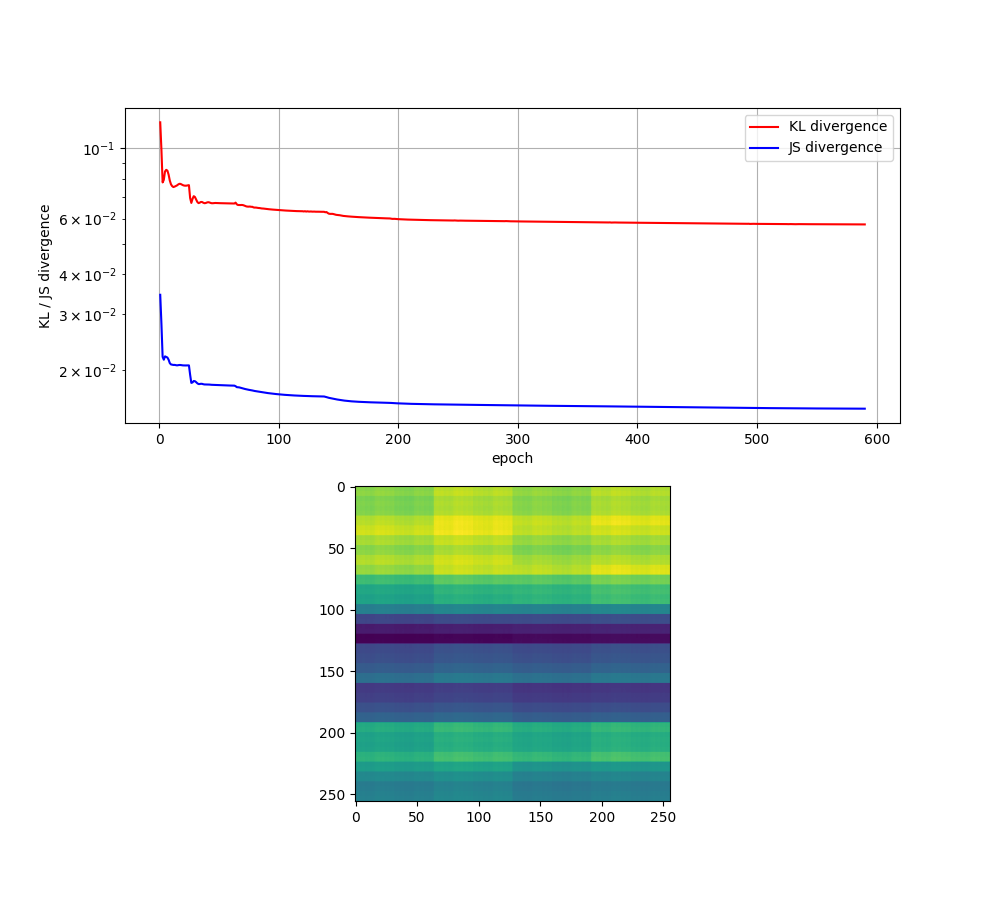 KL divergence
JS divergence
10⁻¹
6 × 10⁻²
4 × 10⁻²
3 × 10⁻²
2 × 10⁻²
KL / JS divergence
0 100 200 300 400 500 600
epoch
0
50
100
150
200
250
0 50 100 150 200 250